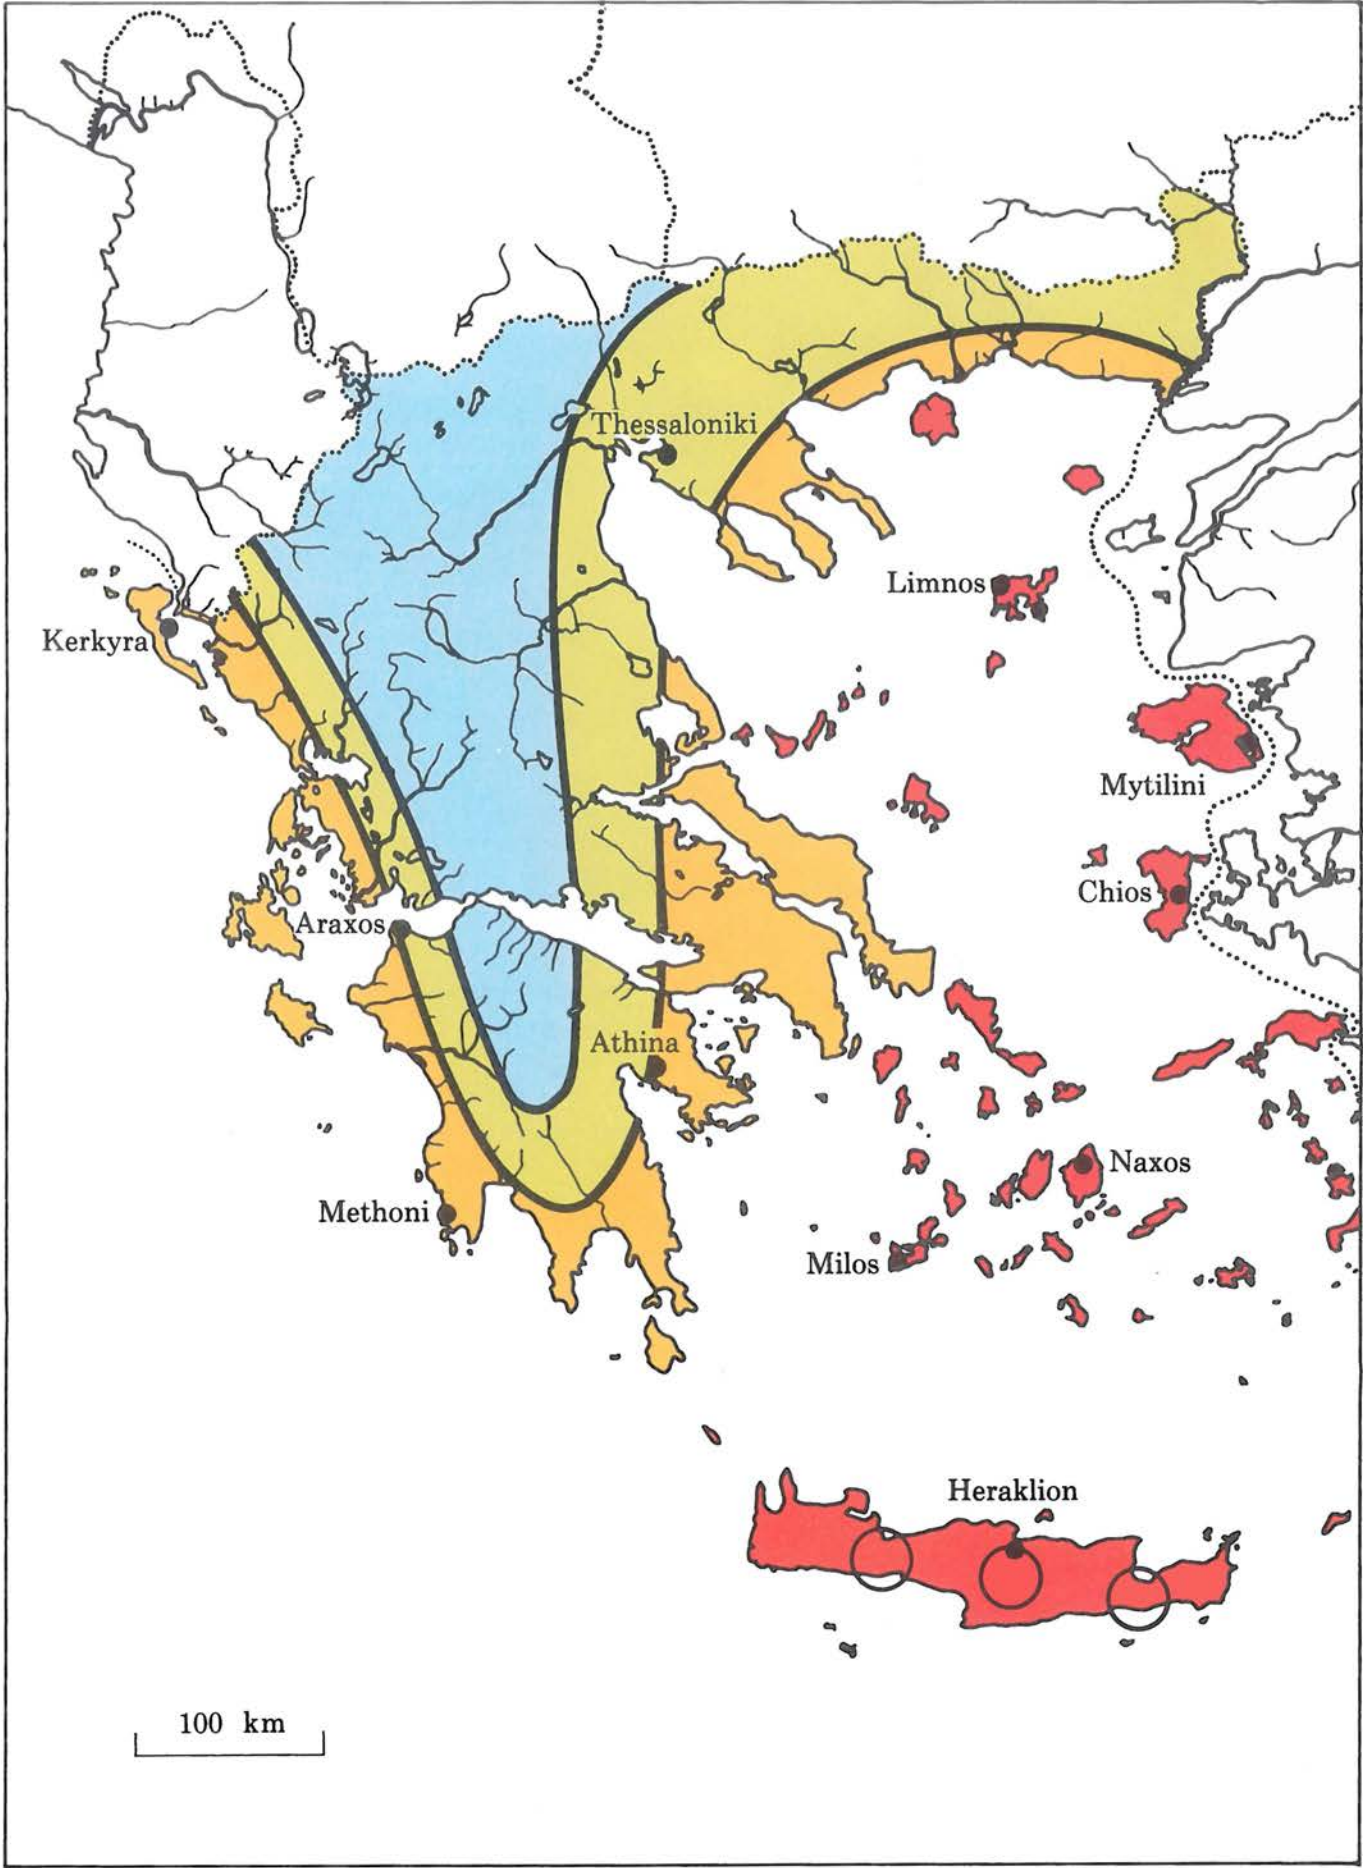 Thessaloniki
Limnos
Kerkyra
Mytilini
Chios
Araxos
Athina
Naxos
Methoni
Milos
Heraklion
100 km